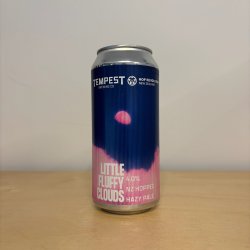 TEMPEST
BREWING CO
LITTLE
FLUFFY
CLOUDS
4.0%
NZ HOPPED
HAZY PALE